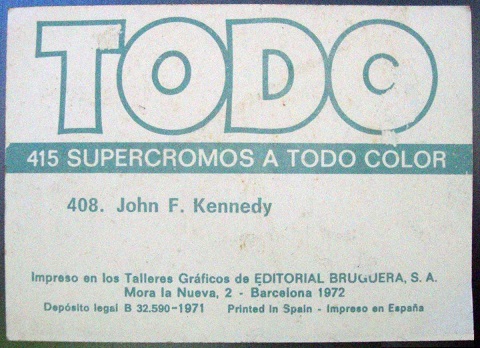 TODO
415 SUPERCROMOS A TODO COLOR
408. John F. Kennedy
Impreso en los Talleres Gráficos de EDITORIAL BRUGUERA, S. A.
Mora la Nueva, 2 - Barcelona 1972
Depósito legal B 32.590-1971 Printed in Spain - Impreso en España